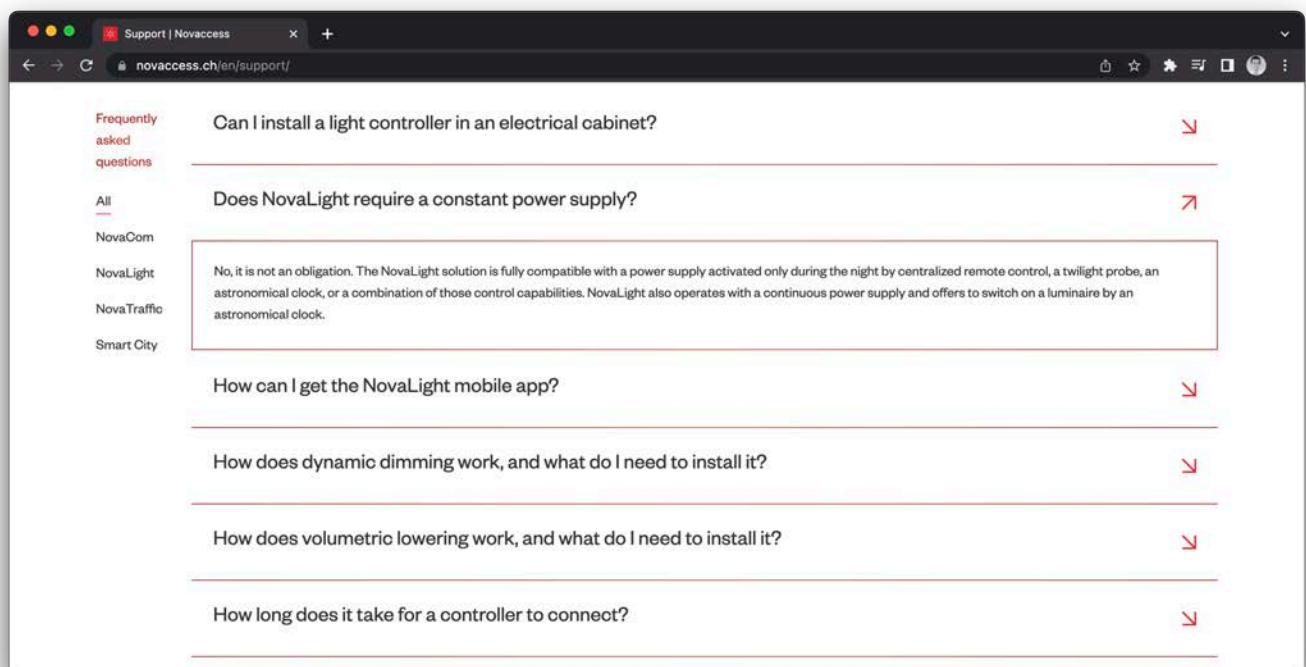 Support | Novaccess
novaccess.ch/en/support/
Frequently
asked
questions
All
NovaCom
NovaLight
NovaTraffic
Smart City
Can I install a light controller in an electrical cabinet?
Does NovaLight require a constant power supply?
No, it is not an obligation. The NovaLight solution is fully compatible with a power supply activated only during the night by centralized remote control, a twilight probe, an
astronomical clock, or a combination of those control capabilities. NovaLight also operates with a continuous power supply and offers to switch on a luminaire by an
astronomical clock.
How can I get the NovaLight mobile app?
How does dynamic dimming work, and what do I need to install it?
How does volumetric lowering work, and what do I need to install it?
How long does it take for a controller to connect?